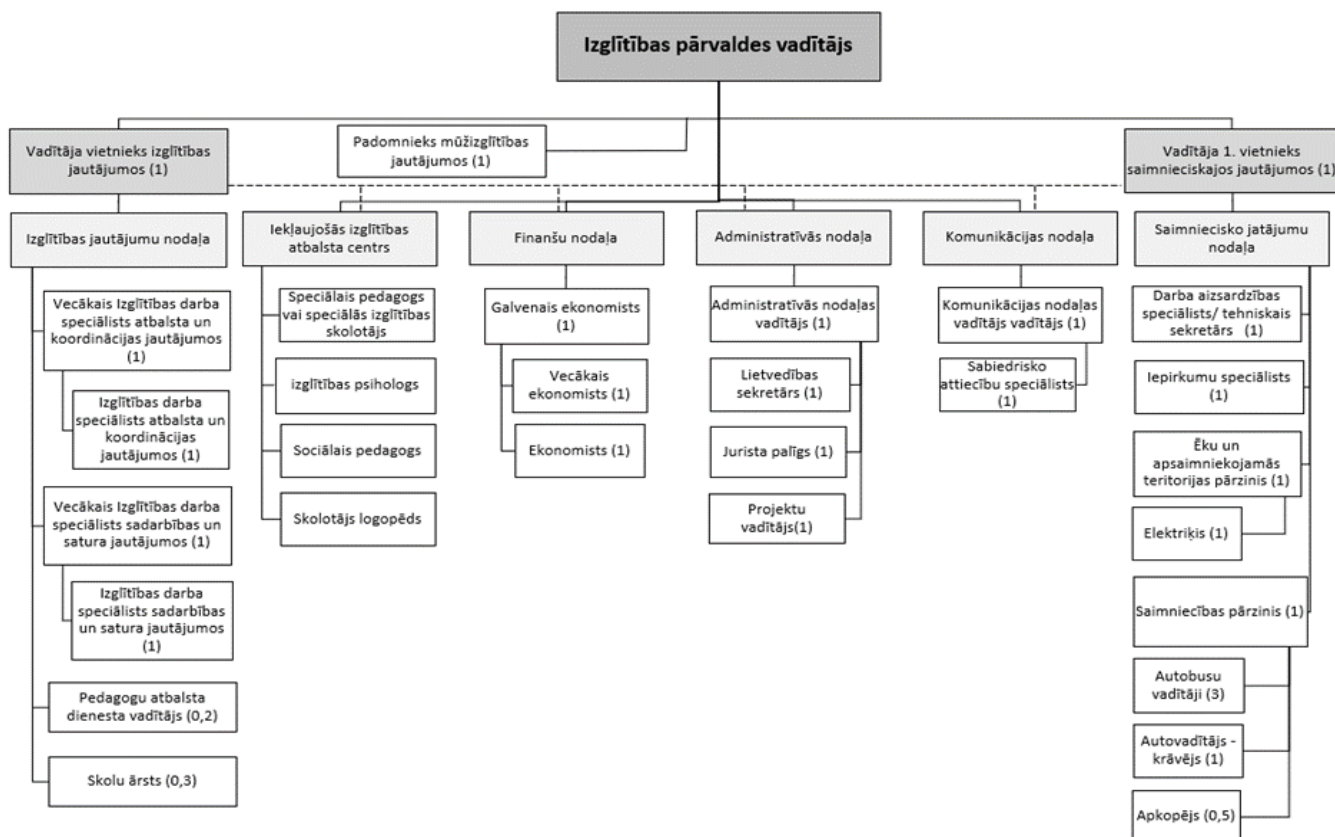 Izglītības pārvaldes vadītājs
Vadītāja vietnieks izglītības
jautājumos (1)
Padomnieks mūžizglītības
jautājumos (1)
Vadītāja 1. vietnieks
saimnieciskajos jautājumos (1)
Izglītības jautājumu nodaļa
Iekļaujošās izglītības
atbalsta centrs
Finanšu nodaļa
Administratīvās nodaļa
Komunikācijas nodaļa
Saimniecisko jatājumu
nodaļa
Vecākais Izglītības darba
speciālists atbalsta un
koordinācijas jautājumos
(1)
Izglītības darba
speciālists atbalsta un
koordinācijas
jautājumos (1)
Vecākais Izglītības darba
speciālists sadarbības un
satura jautājumos (1)
Izglītības darba
speciālists sadarbības
un satura jautājumos
(1)
Pedagogu atbalsta
dienesta vadītājs (0,2)
Skolu ārsts (0,3)
Speciālais pedagogs
vai speciālās izglītības
skolotājs
izglītības psihologs
Sociālais pedagogs
Skolotājs logopēds
Galvenais ekonomists
(1)
Vecākais
ekonomists (1)
Ekonomists (1)
Administratīvās nodaļas
vadītājs (1)
Lietvedības
sekretārs (1)
Jurista palīgs (1)
Projektu
vadītājs(1)
Komunikācijas nodaļas
vadītājs vadītājs (1)
Sabiedrisko
attiecību speciālists
(1)
Darba aizsardzības
speciālists/ tehniskais
sekretārs (1)
Iepirkumu speciālists
(1)
Ēku un
apsaimniekojamās
teritorijas pārzinis (1)
Elektriķis (1)
Saimniecības pārzinis (1)
Autobusu
vadītāji (3)
Autovadītājs -
krāvējs (1)
Apkopējs (0,5)